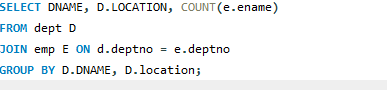 SELECT DNAME, D.LOCATION, COUNT(e.ename)
FROM dept D
JOIN emp E ON d.deptno = e.deptno
GROUP BY D.DNAME, D.location;